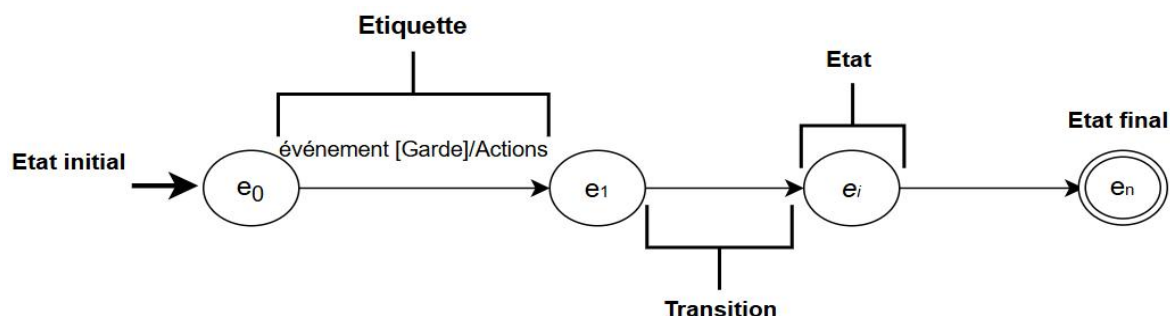 Etiquette
Etat
Etat final
événement [Garde]/Actions
Etat initial
e0
e1
ei
en
Transition